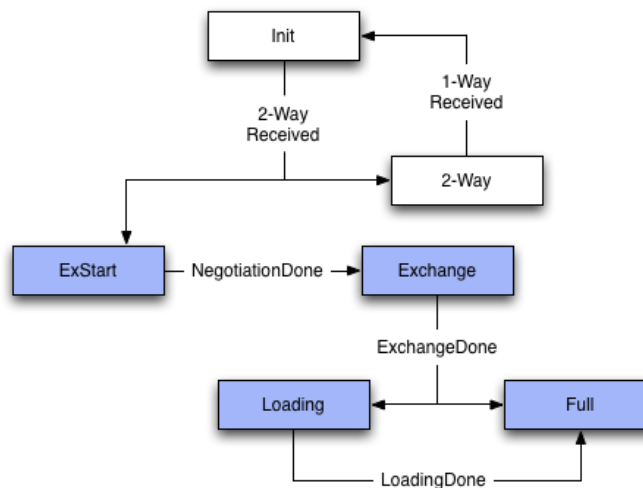 Init
1-Way
Received
2-Way
Received
2-Way
ExStart
NegotiationDone
Exchange
ExchangeDone
Loading
Full
LoadingDone